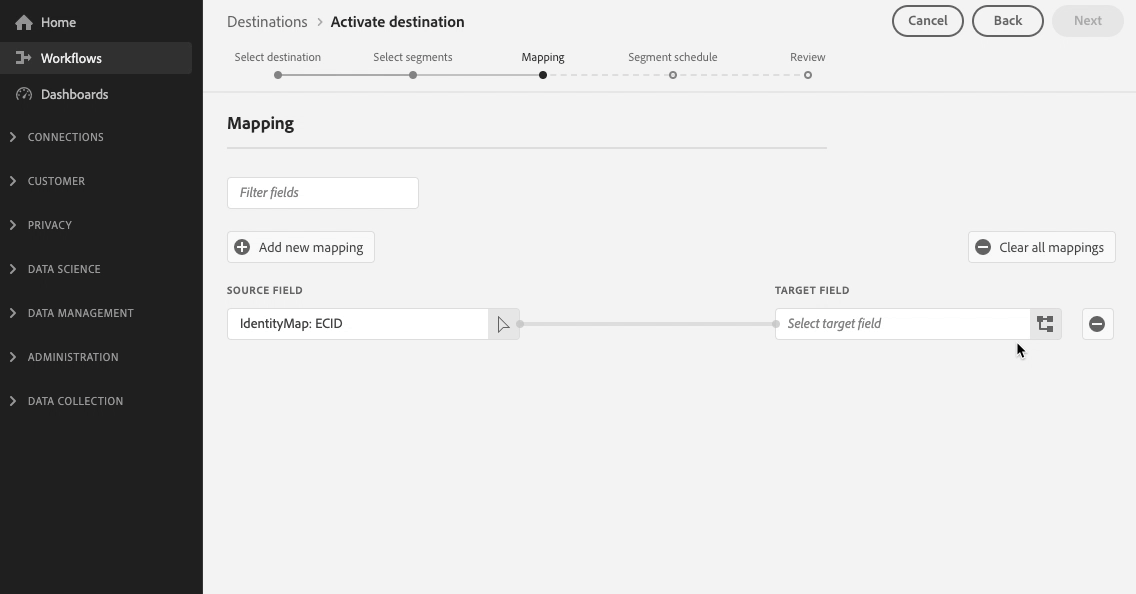 Home
Workflows
Dashboards
CONNECTIONS
CUSTOMER
PRIVACY
DATA SCIENCE
DATA MANAGEMENT
ADMINISTRATION
DATA COLLECTION
Destinations > Activate destination
Cancel
Back
Next
Select destination
Select segments
Mapping
Segment schedule
Review
Mapping
Filter fields
Add new mapping
Clear all mappings
SOURCE FIELD
TARGET FIELD
IdentityMap: ECID
Select target field